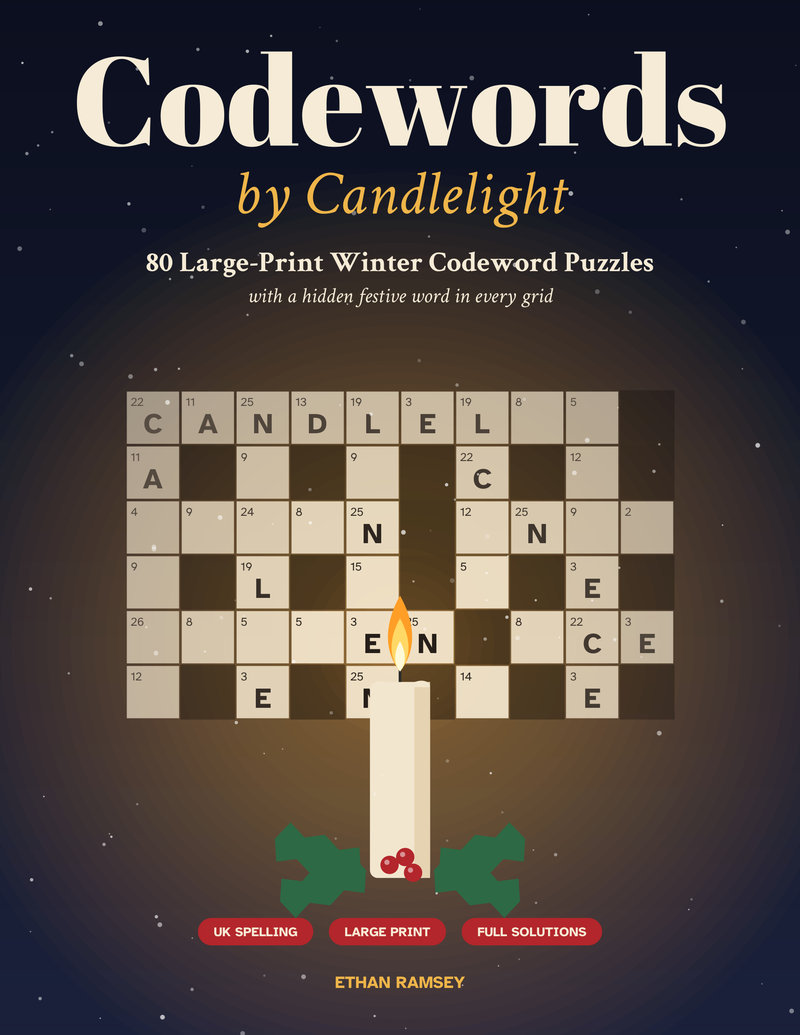 Codewords
by Candlelight
80 Large-Print Winter Codeword Puzzles
with a hidden festive word in every grid
22 C 11 A 25 N 13 D 19 L 3 E 19 L 8 5
11 A 9 9 22 C 12
4 9 24 8 25 N 12 25 N 9 2
9 19 L 15 5 3 E
26 8 5 5 3 E 25 N 8 22 C 3 E
12 3 E 25 N 14 3 E
UK SPELLING LARGE PRINT FULL SOLUTIONS
ETHAN RAMSEY